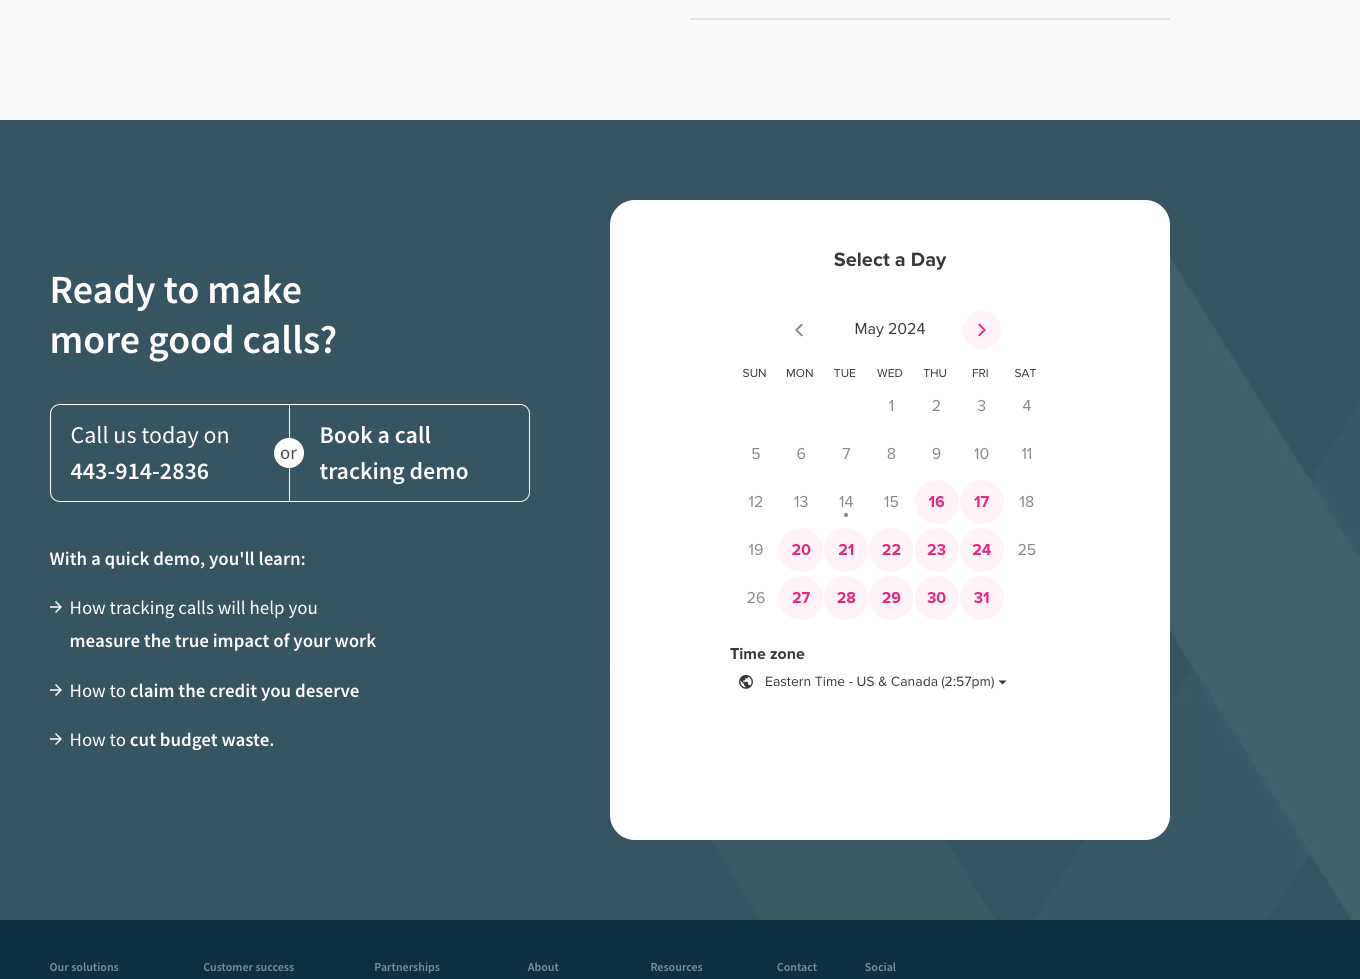 Ready to make
more good calls?
Call us today on
443-914-2836
or
Book a call
tracking demo
With a quick demo, you'll learn:
→ How tracking calls will help you
measure the true impact of your work
→ How to claim the credit you deserve
→ How to cut budget waste.
Select a Day
May 2024
SUN MON TUE WED THU FRI SAT
1 2 3 4
5 6 7 8 9 10 11
12 13 14 15 16 17 18
19 20 21 22 23 24 25
26 27 28 29 30 31
Time zone
Eastern Time - US & Canada (2:57pm)
Our solutions Customer success Partnerships About Resources Contact Social